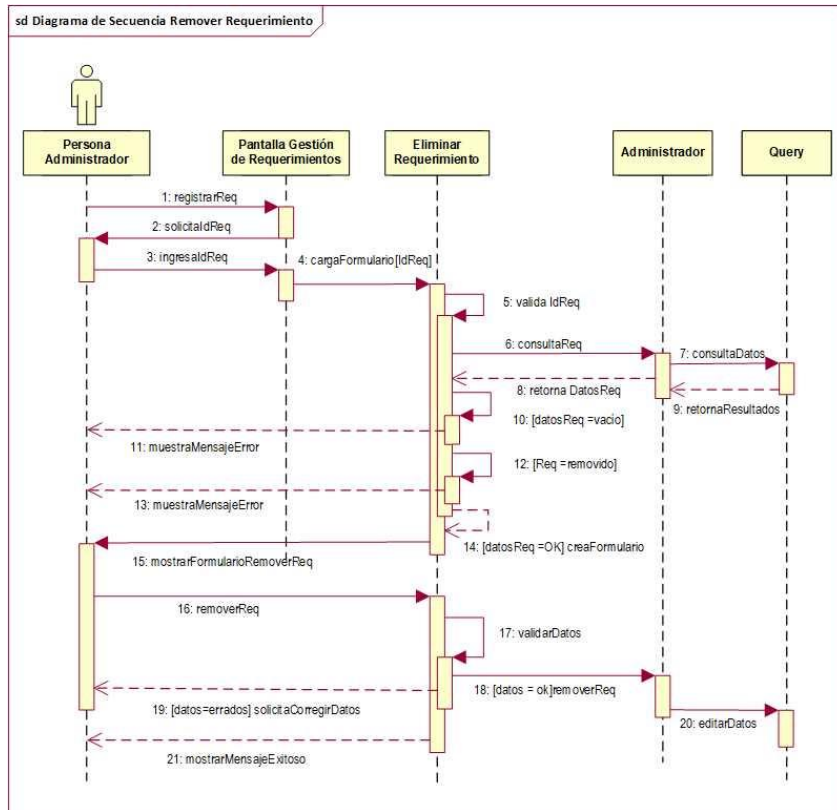 sd Diagrama de Secuencia Remover Requerimiento
Persona
Administrador
Pantalla Gestión
de Requerimientos
Eliminar
Requerimiento
Administrador
Query
1: registrarReq
2: solicitaIdReq
3: ingresaIdReq
4: cargaFormulario[IdReq]
5: valida IdReq
6: consultaReq
7: consultaDatos
8: retorna DatosReq
9: retornaResultados
10: [datosReq =vacio]
11: muestraMensajeError
12: [Req =removido]
13: muestraMensajeError
14: [datosReq =OK] creaFormulario
15: mostrarFormularioRemoverReq
16: removerReq
17: validarDatos
18: [datos = ok]removerReq
19: [datos=errados] solicitaCorregirDatos
20: editarDatos
21: mostrarMensajeExitoso